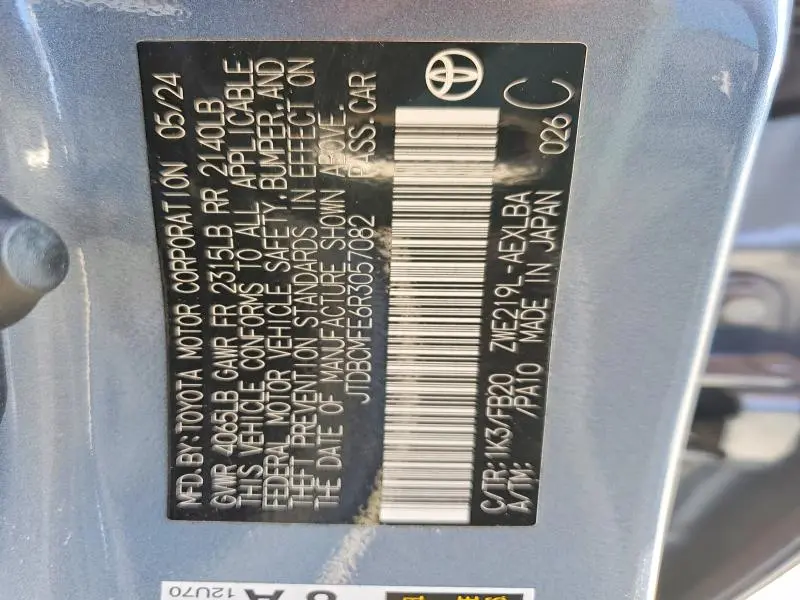 MFD.BY:TOYOTA MOTOR CORPORATION 05/24
GVWR 4065LB GAWR FR 2315LB RR 2140LB
THIS VEHICLE CONFORMS TO ALL APPLICABLE
FEDERAL MOTOR VEHICLE SAFETY,BUMPER,AND
THEFT PREVENTION STANDARDS IN EFFECT ON
THE DATE OF MANUFACTURE SHOWN ABOVE.
JTDBCMFE6R3057082 PASS.CAR
C/TR:1K3/FB20 ZWE219L-AEXLBA 026 C
A/TM: /PA10 MADE IN JAPAN
12U70